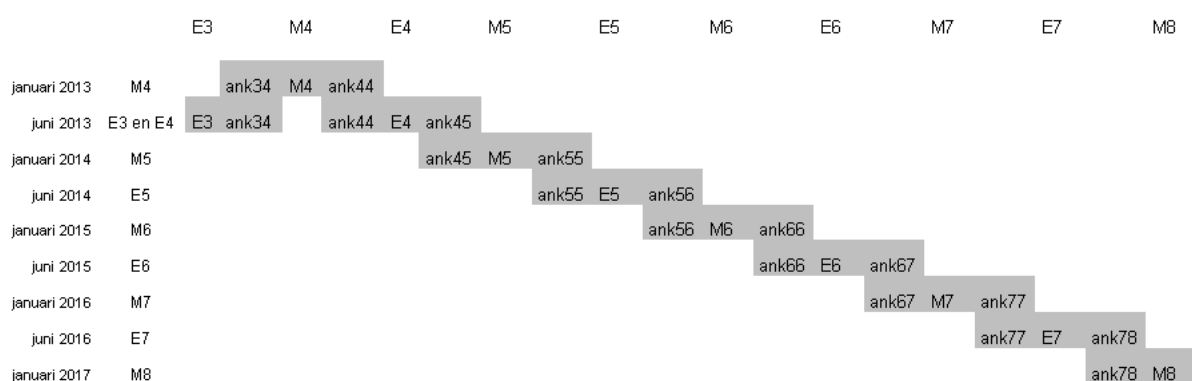 E3 M4 E4 M5 E5 M6 E6 M7 E7 M8
januari 2013 M4 ank34 M4 ank44
juni 2013 E3 en E4 E3 ank34 ank44 E4 ank45
januari 2014 M5 ank45 M5 ank55
juni 2014 E5 ank55 E5 ank56
januari 2015 M6 ank56 M6 ank66
juni 2015 E6 ank66 E6 ank67
januari 2016 M7 ank67 M7 ank77
juni 2016 E7 ank77 E7 ank78
januari 2017 M8 ank78 M8